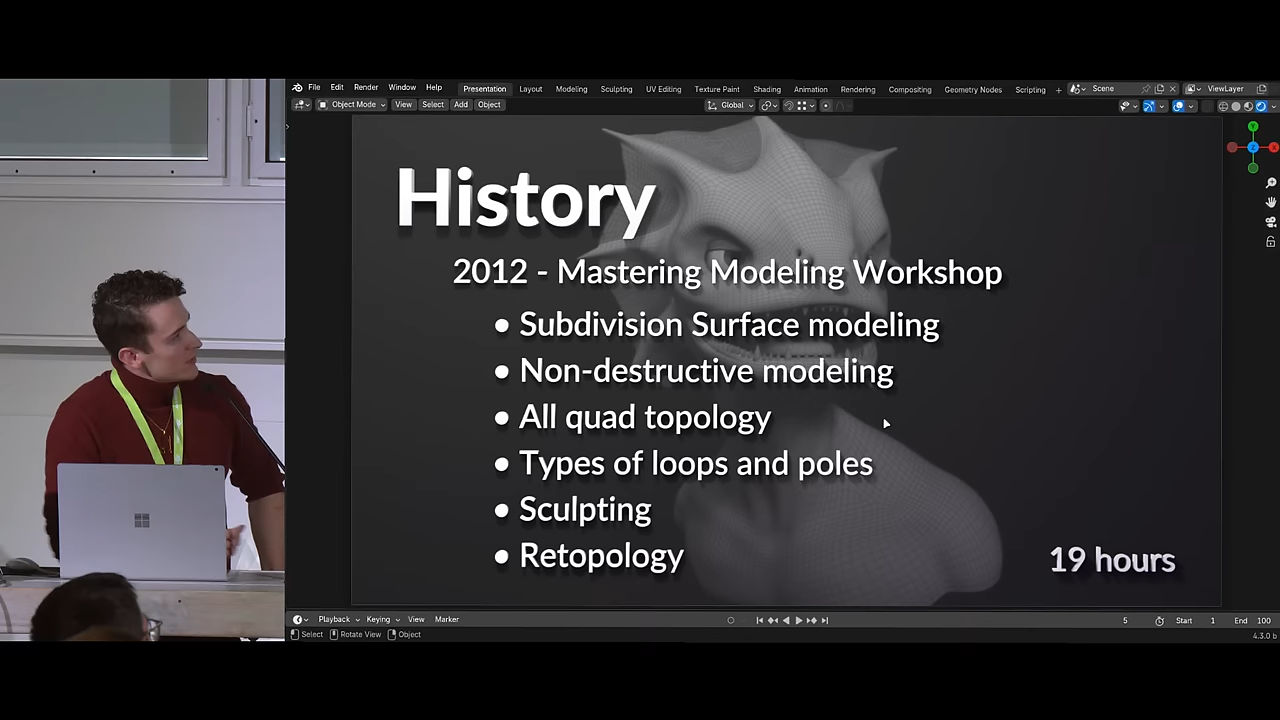 File Edit Render Window Help Presentation Layout Modeling Sculpting UV Editing Texture Paint Shading Animation Rendering Compositing Geometry Nodes Scripting + Scene ViewLayer
Object Mode View Select Add Object Global
History
2012 - Mastering Modeling Workshop
• Subdivision Surface modeling
• Non-destructive modeling
• All quad topology
• Types of loops and poles
• Sculpting
• Retopology
19 hours
Playback Keying View Marker 5 Start 1 End 100
Select Rotate View Object 4.3.0 b